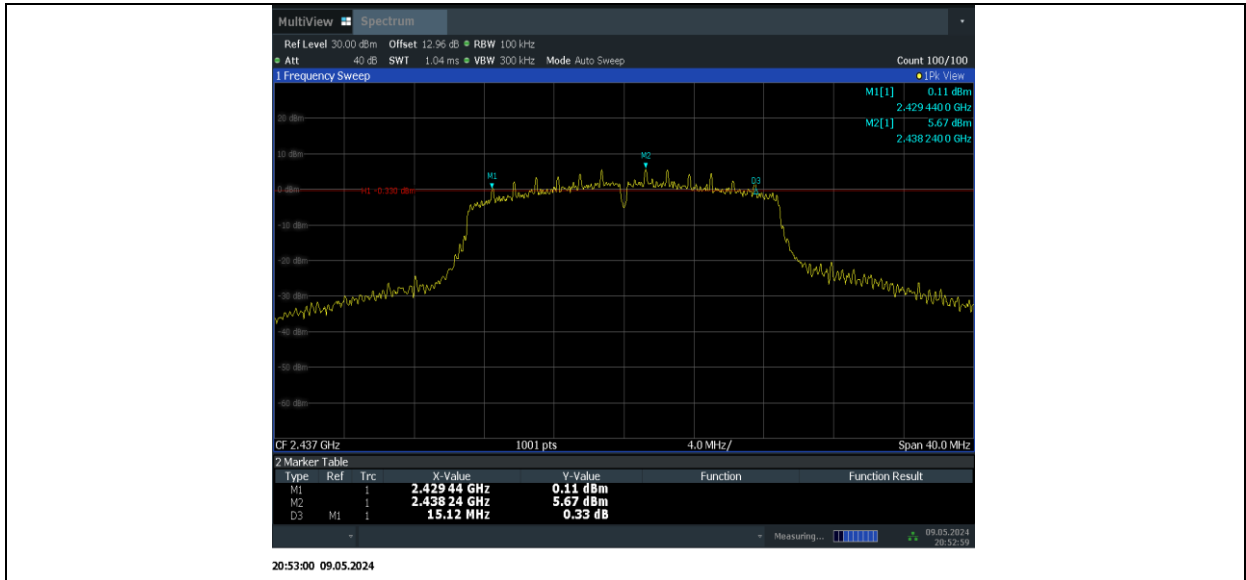 MultiView Spectrum
Ref Level 30.00 dBm Offset 12.96 dB RBW 100 kHz
Att 40 dB SWT 1.04 ms VBW 300 kHz Mode Auto Sweep Count 100/100
1 Frequency Sweep 1Pk View
M1[1] 0.11 dBm
2.429 440 0 GHz
20 dBm
M2[1] 5.67 dBm
2.438 240 0 GHz
10 dBm
M2
M1
D3
0 dBm
H1 -0.330 dBm
-10 dBm
-20 dBm
-30 dBm
-40 dBm
-50 dBm
-60 dBm
CF 2.437 GHz 1001 pts 4.0 MHz/ Span 40.0 MHz
2 Marker Table
Type Ref Trc X-Value Y-Value Function Function Result
M1 1 2.429 44 GHz 0.11 dBm
M2 1 2.438 24 GHz 5.67 dBm
D3 M1 1 15.12 MHz 0.33 dB
Measuring... 09.05.2024
20:52:59
20:53:00 09.05.2024